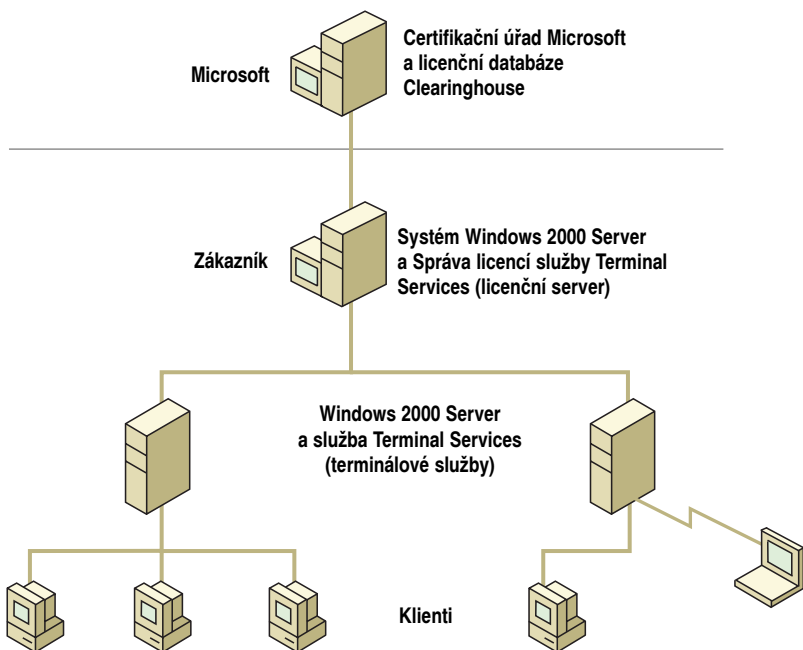 Microsoft
Certifikační úřad Microsoft
a licenční databáze
Clearinghouse
Zákazník
Systém Windows 2000 Server
a Správa licencí služby Terminal
Services (licenční server)
Windows 2000 Server
a služba Terminal Services
(terminálové služby)
Klienti